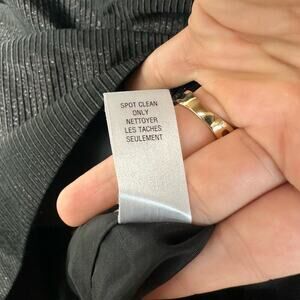 SPOT CLEAN
ONLY
NETTOYER
LES TACHES
SEULEMENT